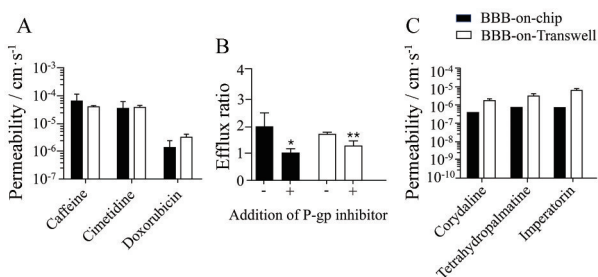 A
Permeability / cm·s⁻¹
10⁻³
10⁻⁴
10⁻⁵
10⁻⁶
10⁻⁷
Caffeine
Cimetidine
Doxorubicin
B
Efflux ratio
4
3
2
1
0
*
**
- + - +
Addition of P-gp inhibitor
C
BBB-on-chip
BBB-on-Transwell
Permeability / cm·s⁻¹
10⁻⁴
10⁻⁵
10⁻⁶
10⁻⁷
10⁻⁸
10⁻⁹
10⁻¹⁰
Corydaline
Tetrahydropalmatine
Imperatorin